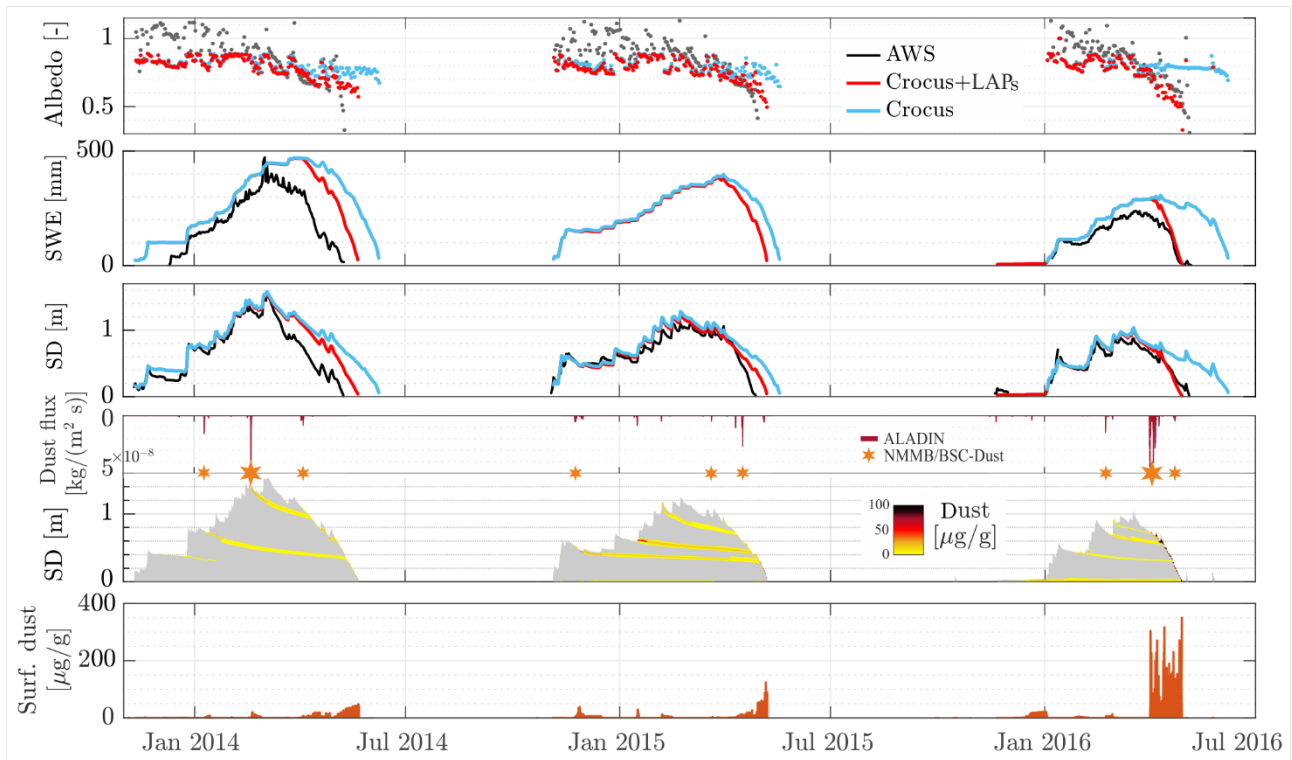 Albedo [-]
1
0.5
AWS
Crocus+LAPs
Crocus
SWE [mm]
500
0
SD [m]
1
0
Dust flux
[kg/(m² s)]
0
5
×10⁻⁸
ALADIN
NMMB/BSC-Dust
SD [m]
1
0
100
50
0
Dust
[μg/g]
Surf. dust
[μg/g]
400
200
0
Jan 2014
Jul 2014
Jan 2015
Jul 2015
Jan 2016
Jul 2016